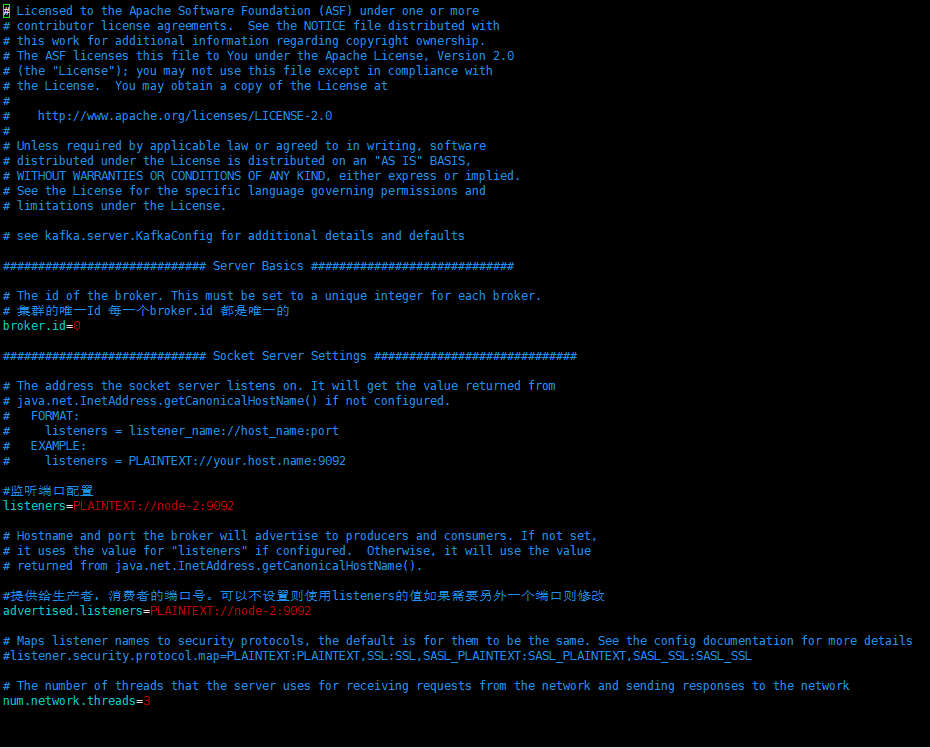 # Licensed to the Apache Software Foundation (ASF) under one or more
# contributor license agreements.  See the NOTICE file distributed with
# this work for additional information regarding copyright ownership.
# The ASF licenses this file to You under the Apache License, Version 2.0
# (the "License"); you may not use this file except in compliance with
# the License.  You may obtain a copy of the License at
#
#    http://www.apache.org/licenses/LICENSE-2.0
#
# Unless required by applicable law or agreed to in writing, software
# distributed under the License is distributed on an "AS IS" BASIS,
# WITHOUT WARRANTIES OR CONDITIONS OF ANY KIND, either express or implied.
# See the License for the specific language governing permissions and
# limitations under the License.
# see kafka.server.KafkaConfig for additional details and defaults
############################# Server Basics #############################
# The id of the broker. This must be set to a unique integer for each broker.
# 集群的唯一Id 每一个broker.id 都是唯一的
broker.id=0
############################# Socket Server Settings #############################
# The address the socket server listens on. It will get the value returned from
# java.net.InetAddress.getCanonicalHostName() if not configured.
#   FORMAT:
#     listeners = listener_name://host_name:port
#   EXAMPLE:
#     listeners = PLAINTEXT://your.host.name:9092
#监听端口配置
listeners=PLAINTEXT://node-2:9092
# Hostname and port the broker will advertise to producers and consumers. If not set,
# it uses the value for "listeners" if configured.  Otherwise, it will use the value
# returned from java.net.InetAddress.getCanonicalHostName().
#提供给生产者，消费者的端口号。可以不设置则使用listeners的值如果需要另外一个端口则修改
advertised.listeners=PLAINTEXT://node-2:9092
# Maps listener names to security protocols, the default is for them to be the same. See the config documentation for more details
#listener.security.protocol.map=PLAINTEXT:PLAINTEXT,SSL:SSL,SASL_PLAINTEXT:SASL_PLAINTEXT,SASL_SSL:SASL_SSL
# The number of threads that the server uses for receiving requests from the network and sending responses to the network
num.network.threads=3